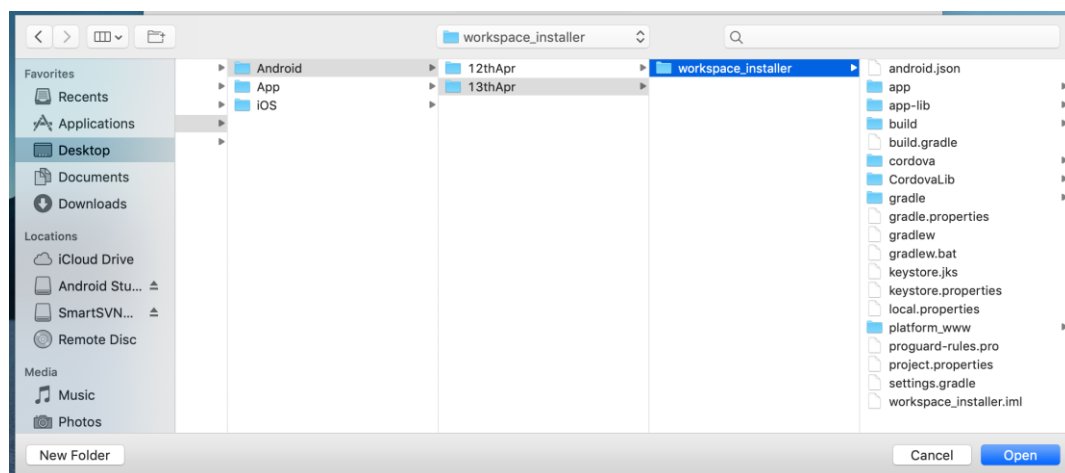 workspace_installer
Favorites
Recents
Applications
Desktop
Documents
Downloads
Locations
iCloud Drive
Android Stu...
SmartSVN...
Remote Disc
Media
Music
Photos
Android
App
iOS
12thApr
13thApr
workspace_installer
android.json
app
app-lib
build
build.gradle
cordova
CordovaLib
gradle
gradle.properties
gradlew
gradlew.bat
keystore.jks
keystore.properties
local.properties
platform_www
proguard-rules.pro
project.properties
settings.gradle
workspace_installer.iml
New Folder
Cancel
Open